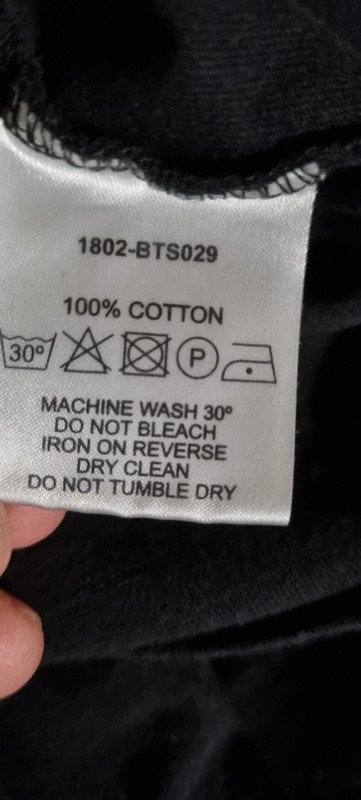 1802-BTS029
100% COTTON
30° P
MACHINE WASH 30º
DO NOT BLEACH
IRON ON REVERSE
DRY CLEAN
DO NOT TUMBLE DRY